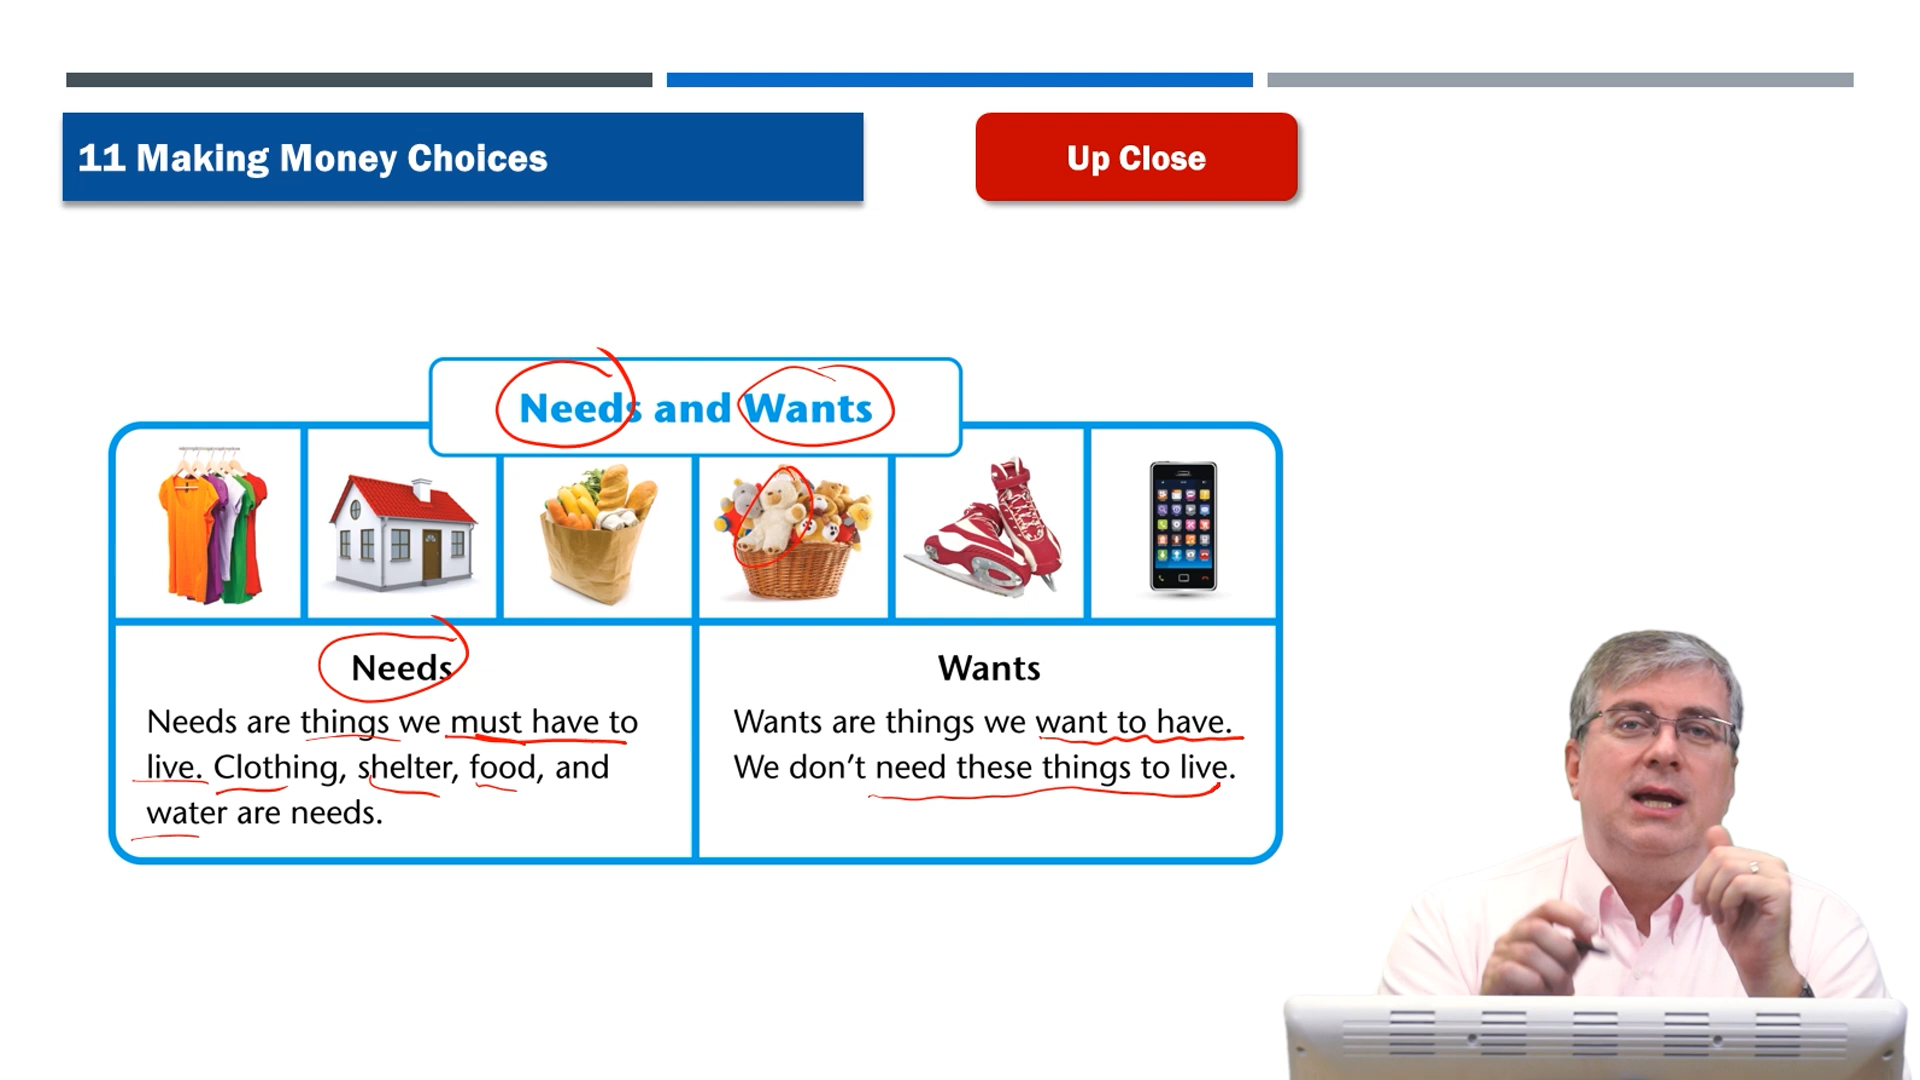 11 Making Money Choices
Up Close
Needs and Wants
Needs
Needs are things we must have to
live. Clothing, shelter, food, and
water are needs.
Wants
Wants are things we want to have.
We don't need these things to live.